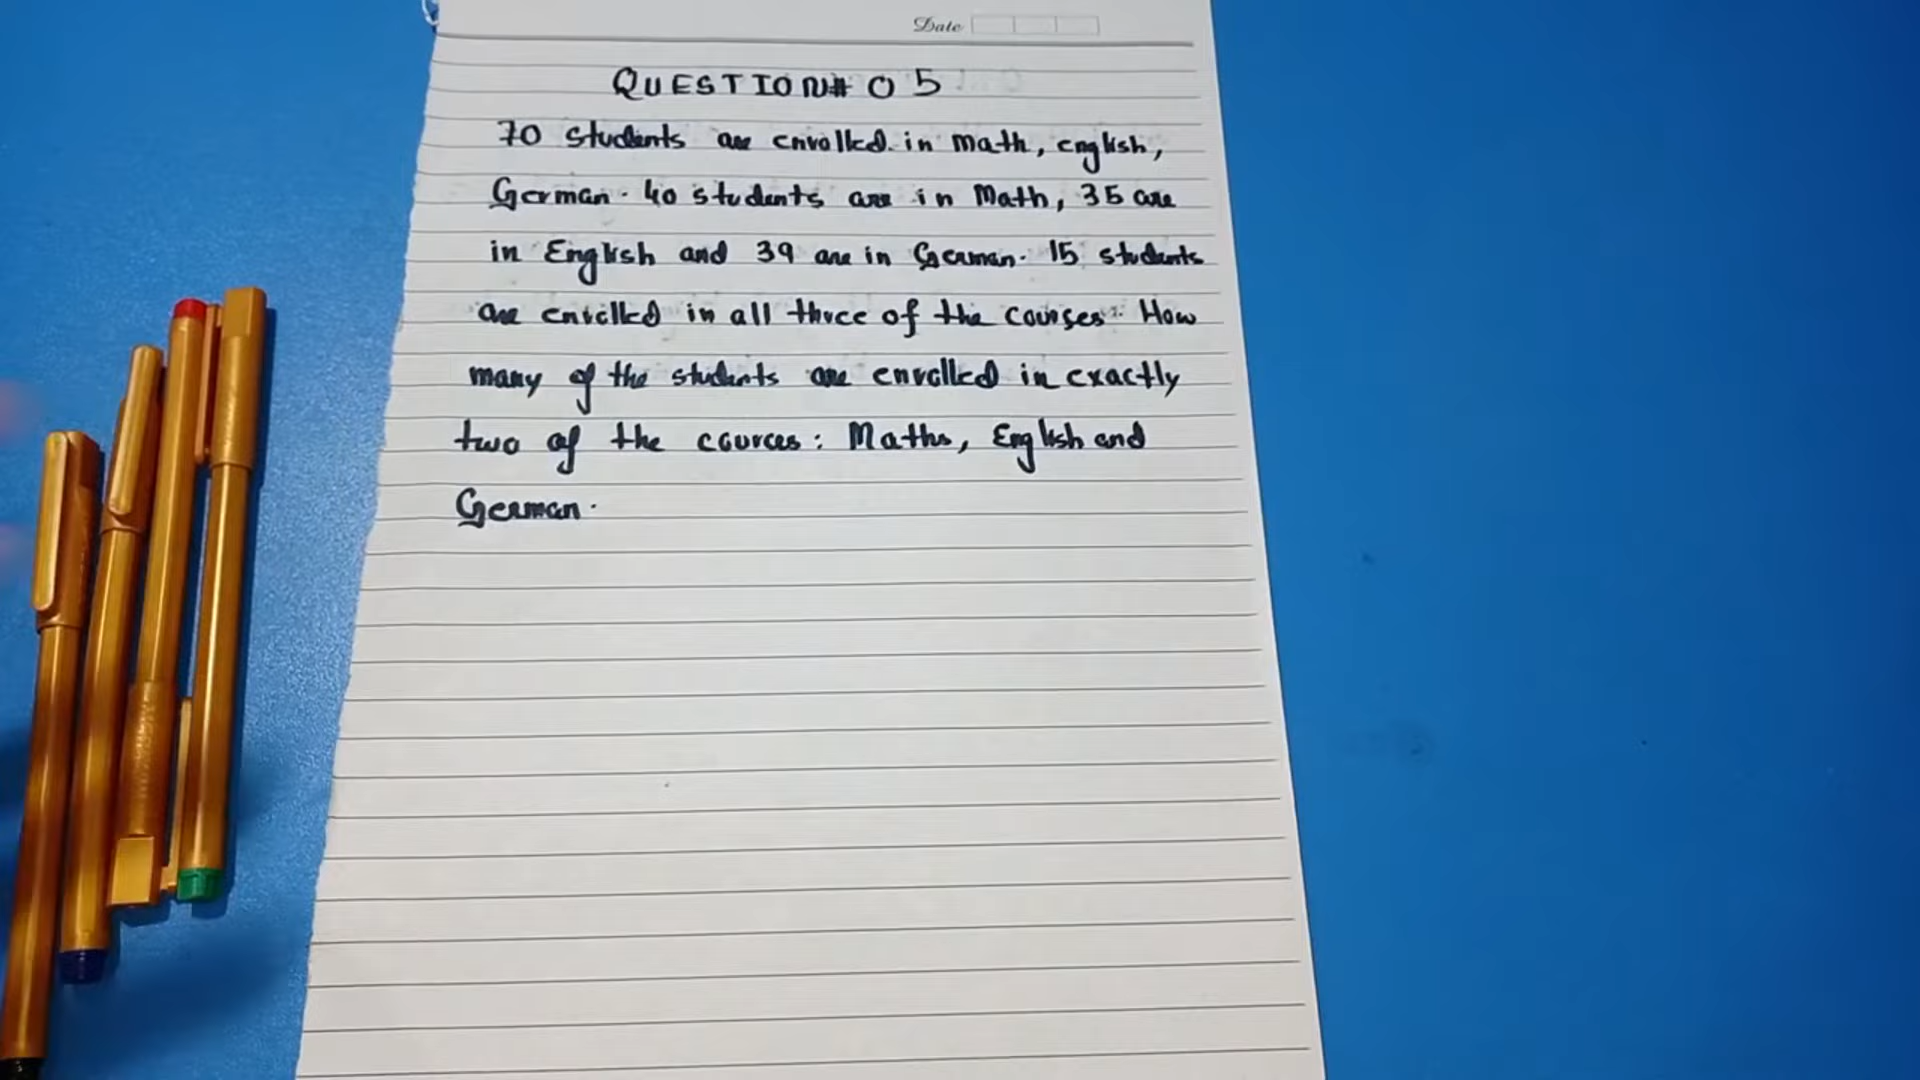 Date
QUESTION# 05
70 students are enrolled in Math, english,
German. 40 students are in Math, 35 are
in English and 39 are in German. 15 students
are enrolled in all three of the courses. How
many of the students are enrolled in exactly
two of the cources: Maths, English and
German.